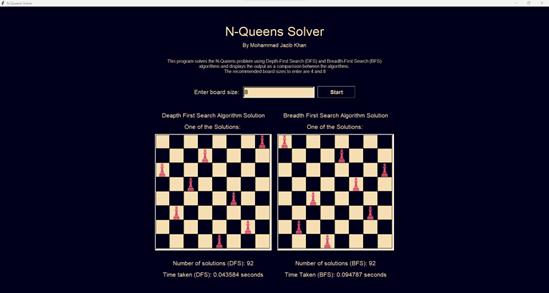 N-Queens Solver
N-Queens Solver
By Mohammad Jazib Khan
This program solves the N-Queens problem using Depth-First Search (DFS) and Breadth-First Search (BFS)
algorithms and displays the output as a comparision between the algorithms.
The recommended board sizes to enter are 4 and 8
Enter board size: 8 Start
Deapth First Search Algorithm Solution
One of the Solutions:
Number of solutions (DFS): 92
Time taken (DFS): 0.043584 seconds
Breadth First Search Algorithm Solution
One of the Solutions:
Number of solutions (BFS): 92
Time Taken (BFS): 0.094787 seconds